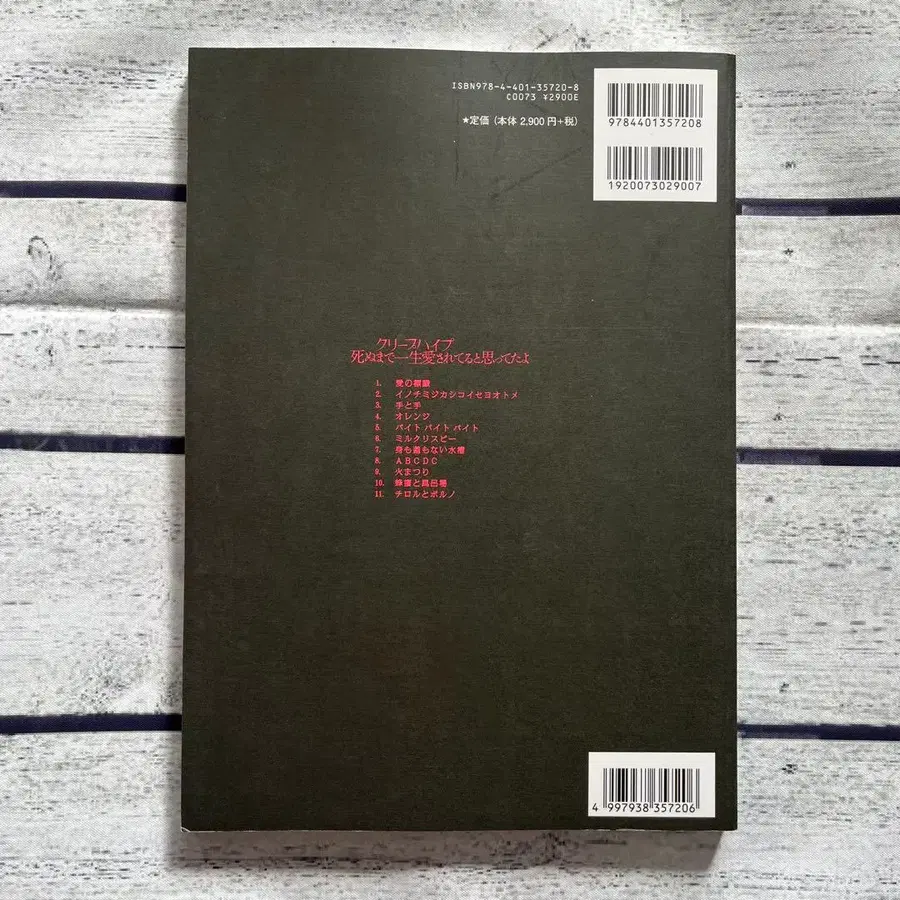 ISBN978-4-401-35720-8
C0073 ¥2900E
★定価 (本体 2,900 円+税)
9784401357208
1920073029007
クリープハイプ
死ぬまで一生愛されてると思ってたよ
1. 愛の標識
2. イノチミジカシコイセヨオトメ
3. 手と手
4. オレンジ
5. バイト バイト バイト
6. ミルクリスピー
7. 身も蓋もない水槽
8. ABCDC
9. 火まつり
10. 蜂蜜と風呂場
11. チロルとポルノ
4 997938 357206